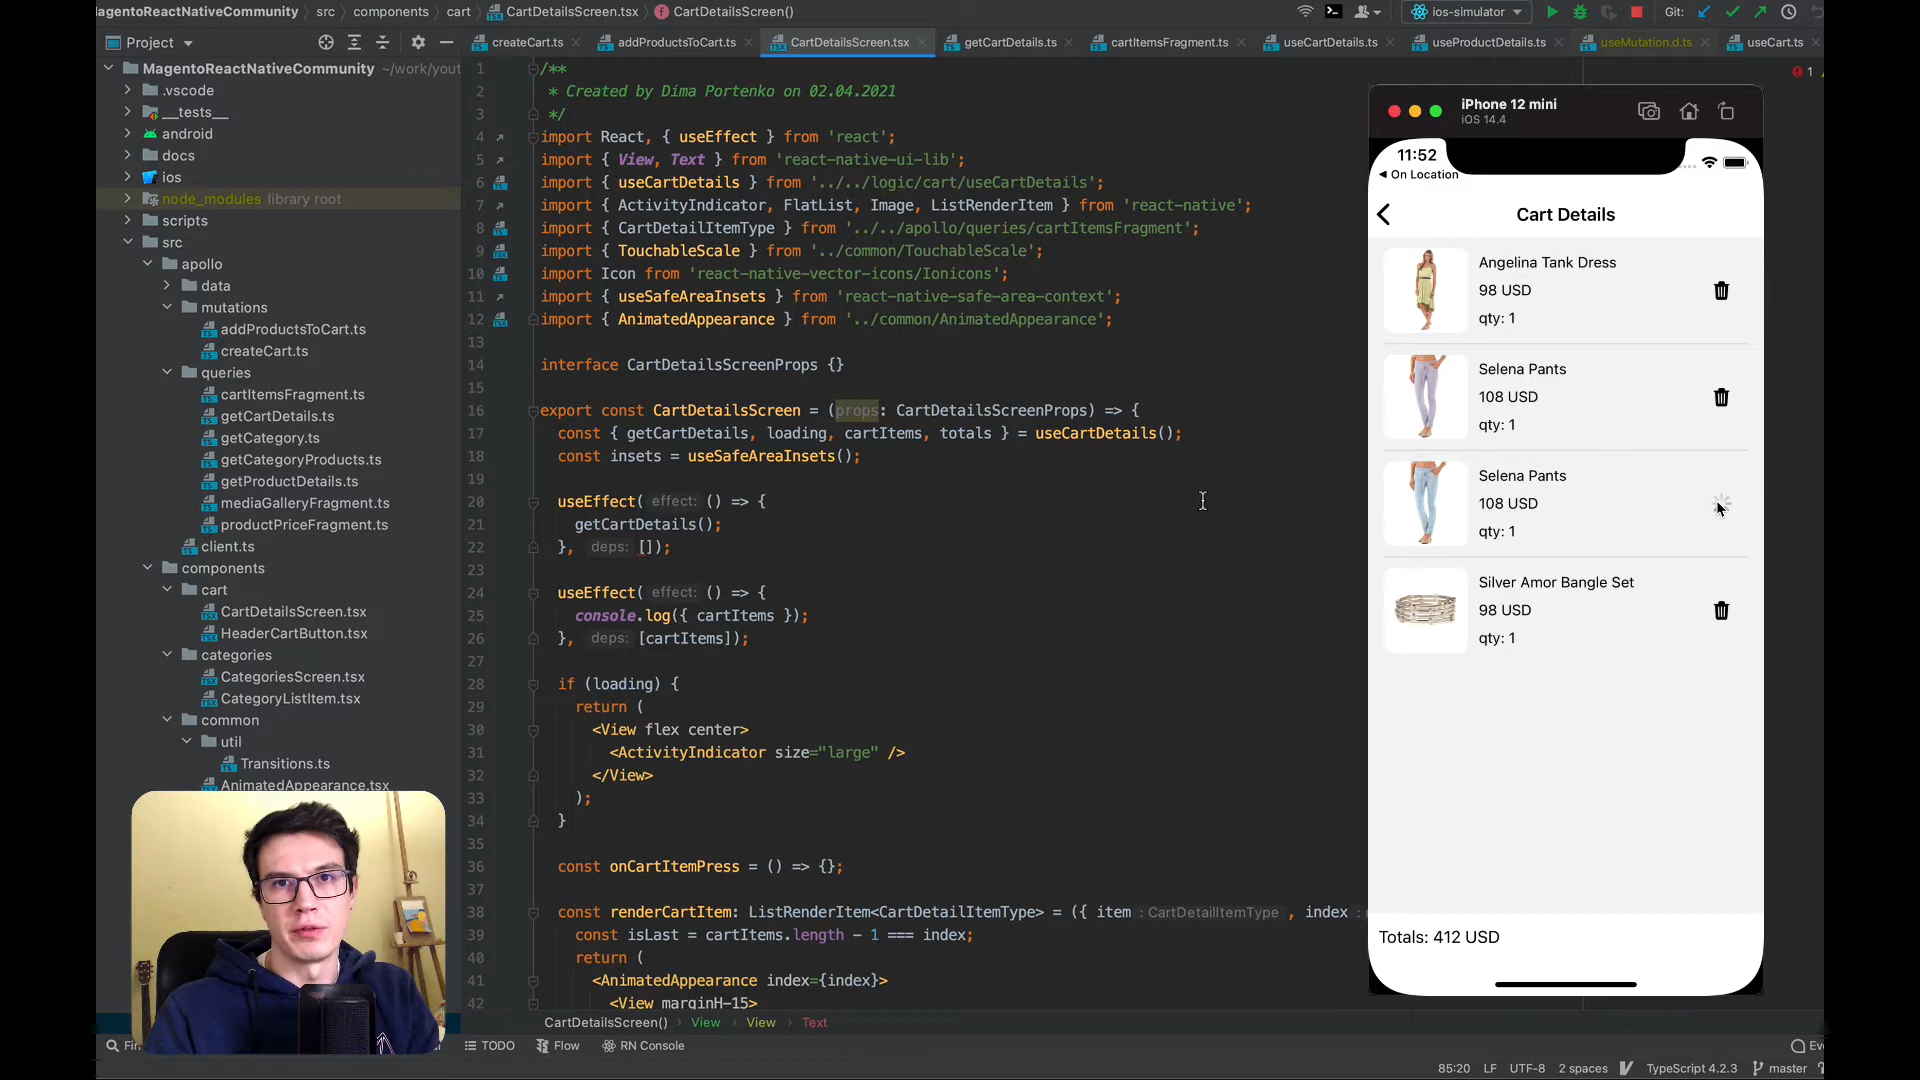 MagentoReactNativeCommunity › src › components › cart › CartDetailsScreen.tsx › CartDetailsScreen()
ios-simulator
Git:
Project
createCart.ts
addProductsToCart.ts
CartDetailsScreen.tsx
getCartDetails.ts
cartItemsFragment.ts
useCartDetails.ts
useProductDetails.ts
useMutation.d.ts
useCart.ts
MagentoReactNativeCommunity ~/work/yout
.vscode
__tests__
android
docs
ios
node_modules library root
scripts
src
apollo
data
mutations
addProductsToCart.ts
createCart.ts
queries
cartItemsFragment.ts
getCartDetails.ts
getCategory.ts
getCategoryProducts.ts
getProductDetails.ts
mediaGalleryFragment.ts
productPriceFragment.ts
client.ts
components
cart
CartDetailsScreen.tsx
HeaderCartButton.tsx
categories
CategoriesScreen.tsx
CategoryListItem.tsx
common
util
Transitions.ts
AnimatedAppearance.tsx
1 /**
2 * Created by Dima Portenko on 02.04.2021
3 */
4 import React, { useEffect } from 'react';
5 import { View, Text } from 'react-native-ui-lib';
6 import { useCartDetails } from '../../logic/cart/useCartDetails';
7 import { ActivityIndicator, FlatList, Image, ListRenderItem } from 'react-native';
8 import { CartDetailItemType } from '../../apollo/queries/cartItemsFragment';
9 import { TouchableScale } from '../common/TouchableScale';
10 import Icon from 'react-native-vector-icons/Ionicons';
11 import { useSafeAreaInsets } from 'react-native-safe-area-context';
12 import { AnimatedAppearance } from '../common/AnimatedAppearance';
13
14 interface CartDetailsScreenProps {}
15
16 export const CartDetailsScreen = (props: CartDetailsScreenProps) => {
17 const { getCartDetails, loading, cartItems, totals } = useCartDetails();
18 const insets = useSafeAreaInsets();
19
20 useEffect( effect: () => {
21 getCartDetails();
22 }, deps: []);
23
24 useEffect( effect: () => {
25 console.log({ cartItems });
26 }, deps: [cartItems]);
27
28 if (loading) {
29 return (
30 <View flex center>
31 <ActivityIndicator size="large" />
32 </View>
33 );
34 }
35
36 const onCartItemPress = () => {};
37
38 const renderCartItem: ListRenderItem<CartDetailItemType> = ({ item : CartDetailItemType , index :
39 const isLast = cartItems.length - 1 === index;
40 return (
41 <AnimatedAppearance index={index}>
42 <View marginH-15>
1
iPhone 12 mini
iOS 14.4
11:52
On Location
Cart Details
Angelina Tank Dress
98 USD
qty: 1
Selena Pants
108 USD
qty: 1
Selena Pants
108 USD
qty: 1
Silver Amor Bangle Set
98 USD
qty: 1
Totals: 412 USD
CartDetailsScreen() › View › View › Text
TODO
Flow
RN Console
85:20 LF UTF-8 2 spaces TypeScript 4.2.3 master